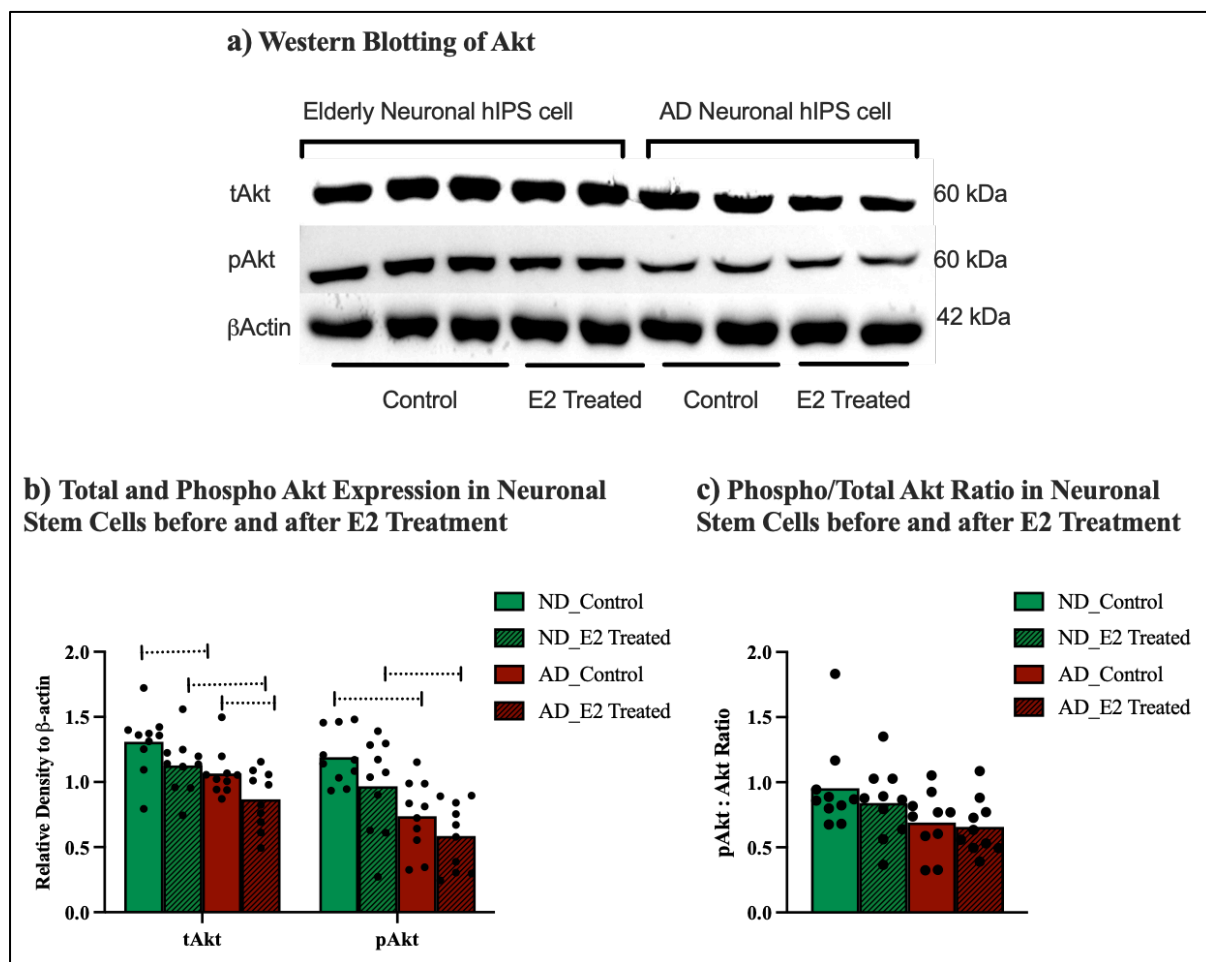 a) Western Blotting of Akt
Elderly Neuronal hIPS cell
AD Neuronal hIPS cell
tAkt
60 kDa
pAkt
60 kDa
βActin
42 kDa
Control
E2 Treated
Control
E2 Treated
b) Total and Phospho Akt Expression in Neuronal
Stem Cells before and after E2 Treatment
ND_Control
ND_E2 Treated
AD_Control
AD_E2 Treated
Relative Density to β-actin
2.0
1.5
1.0
0.5
0.0
tAkt
pAkt
c) Phospho/Total Akt Ratio in Neuronal
Stem Cells before and after E2 Treatment
ND_Control
ND_E2 Treated
AD_Control
AD_E2 Treated
pAkt : Akt Ratio
2.0
1.5
1.0
0.5
0.0